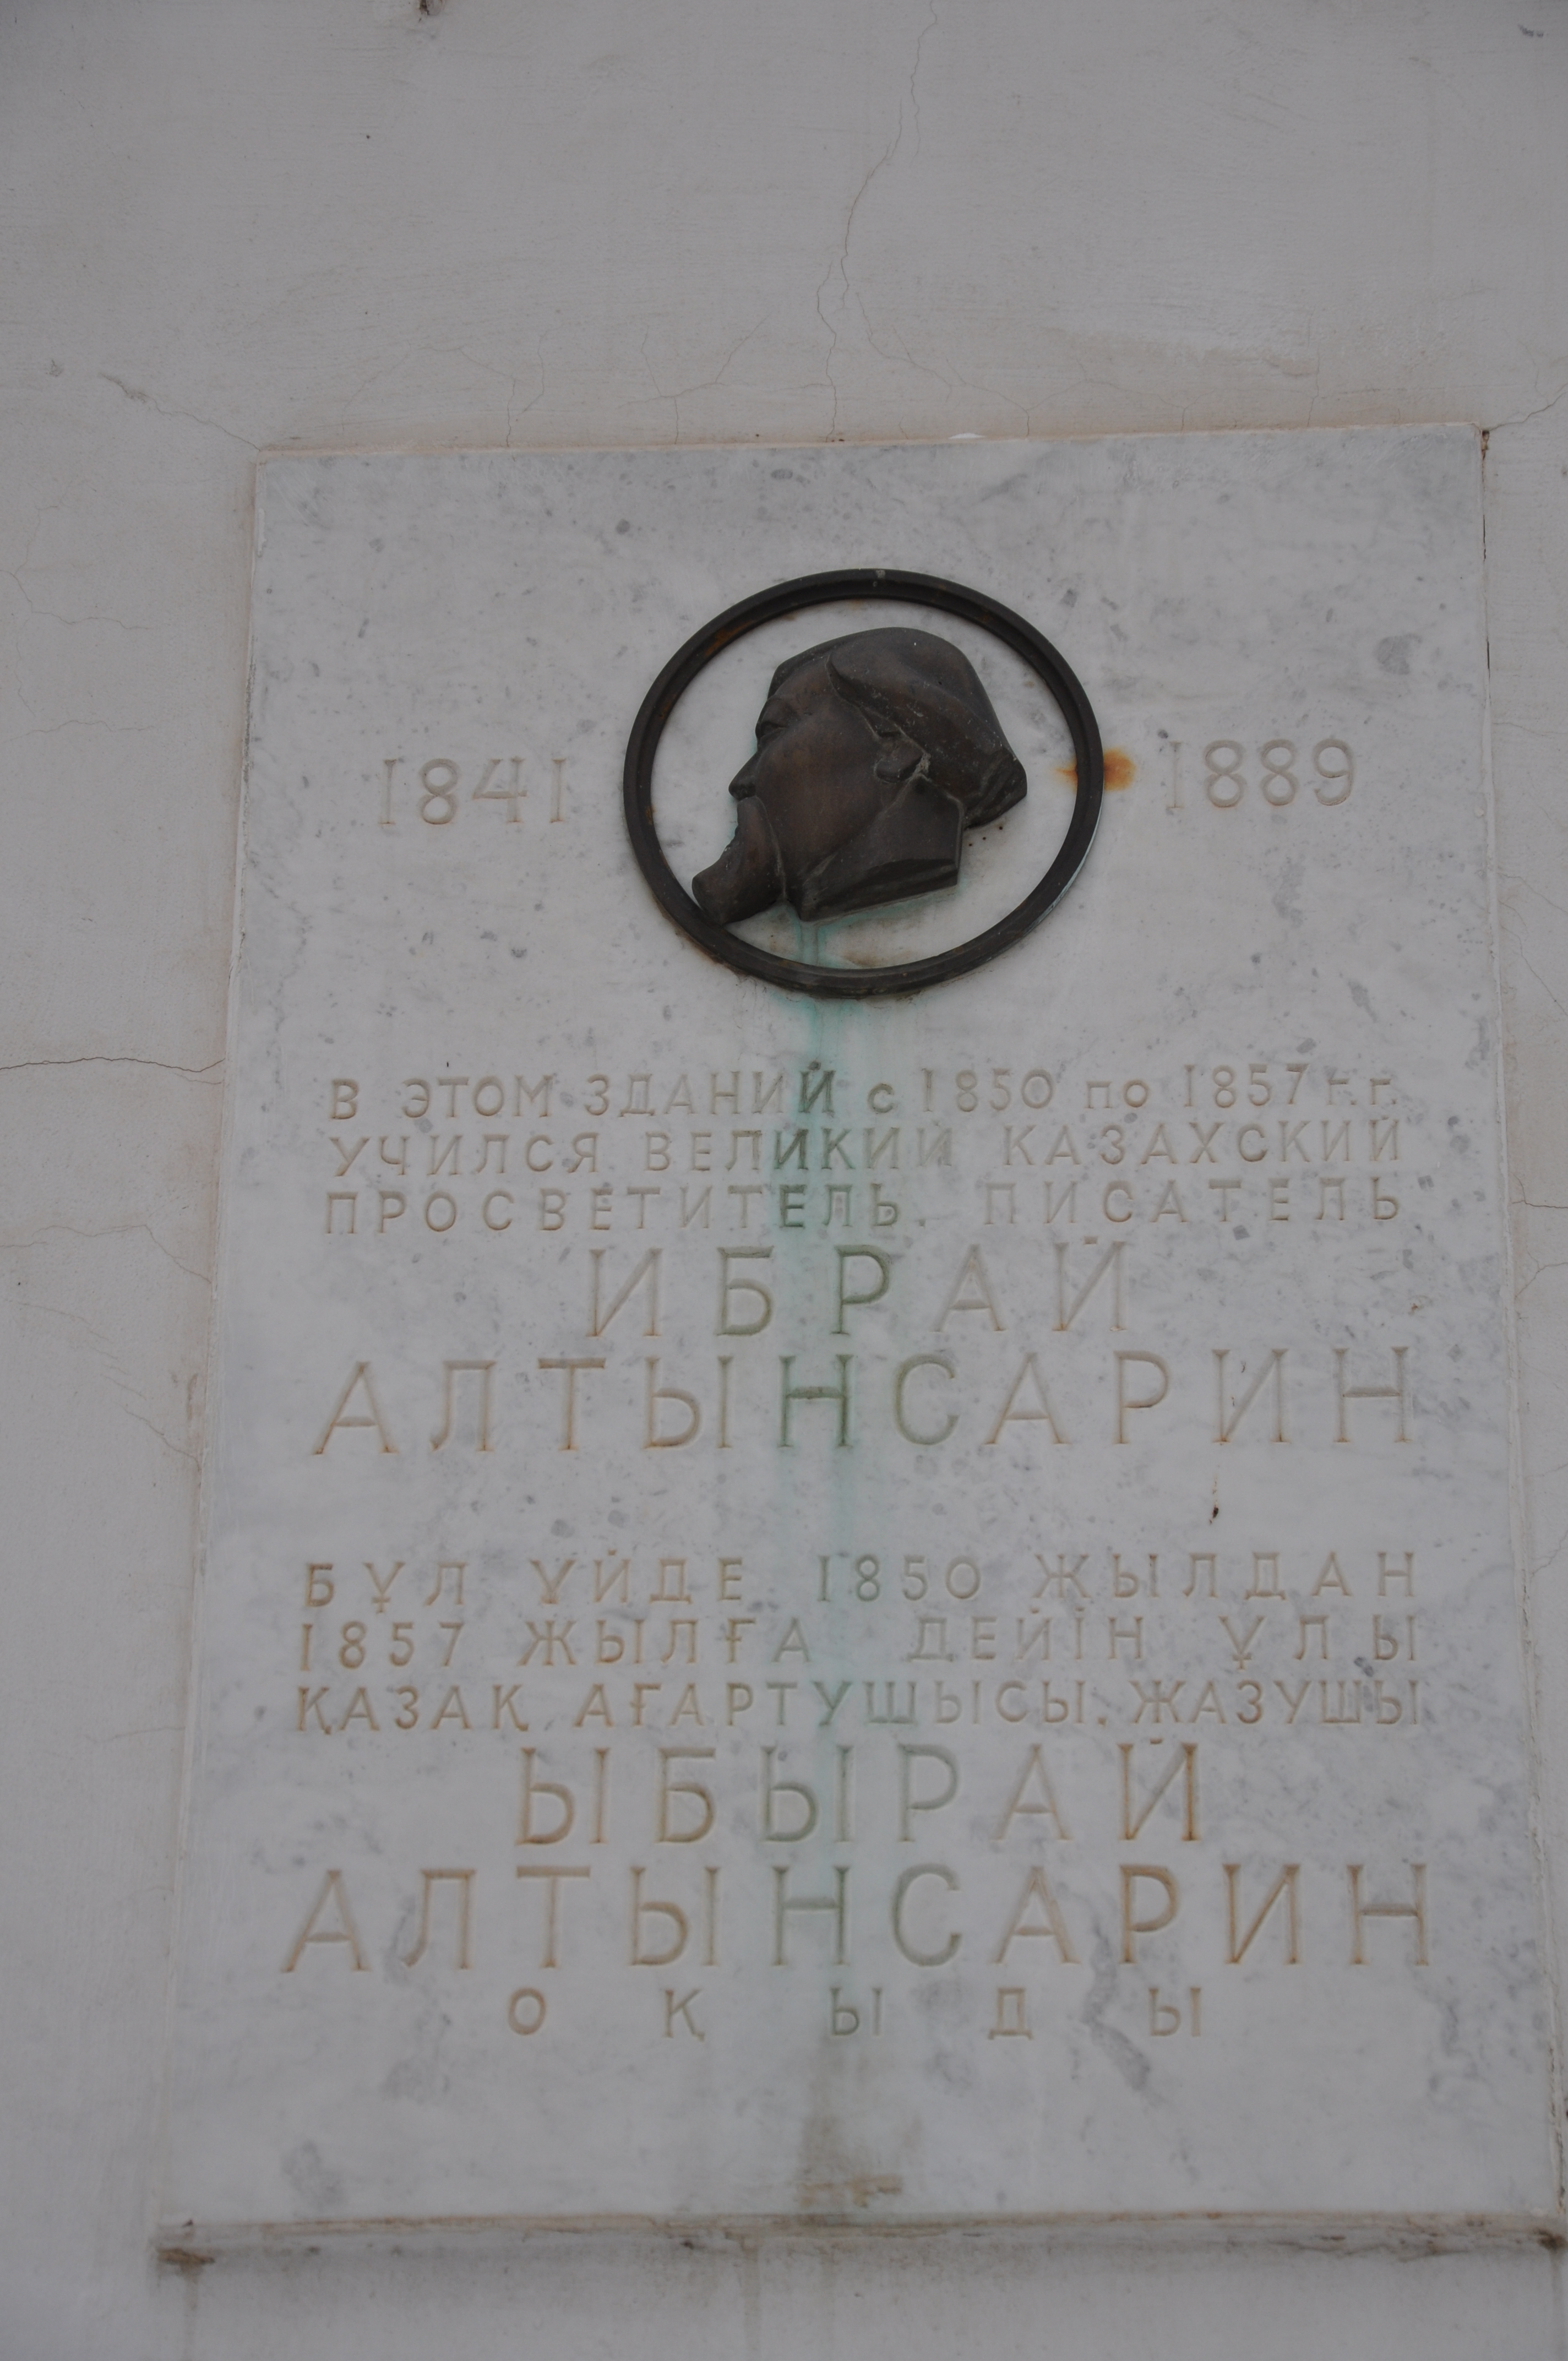 1841 1889
В ЭТОМ ЗДАНИЙ с 1850 по 1857 г.г.
УЧИЛСЯ ВЕЛИКИЙ КАЗАХСКИЙ
ПРОСВЕТИТЕЛЬ, ПИСАТЕЛЬ
ИБРАЙ
АЛТЫНСАРИН
БҰЛ ҮЙДЕ 1850 ЖЫЛДАН
1857 ЖЫЛҒА ДЕЙІН ҰЛЫ
ҚАЗАҚ АҒАРТУШЫСЫ, ЖАЗУШЫ
ЫБЫРАЙ
АЛТЫНСАРИН
ОҚЫДЫ